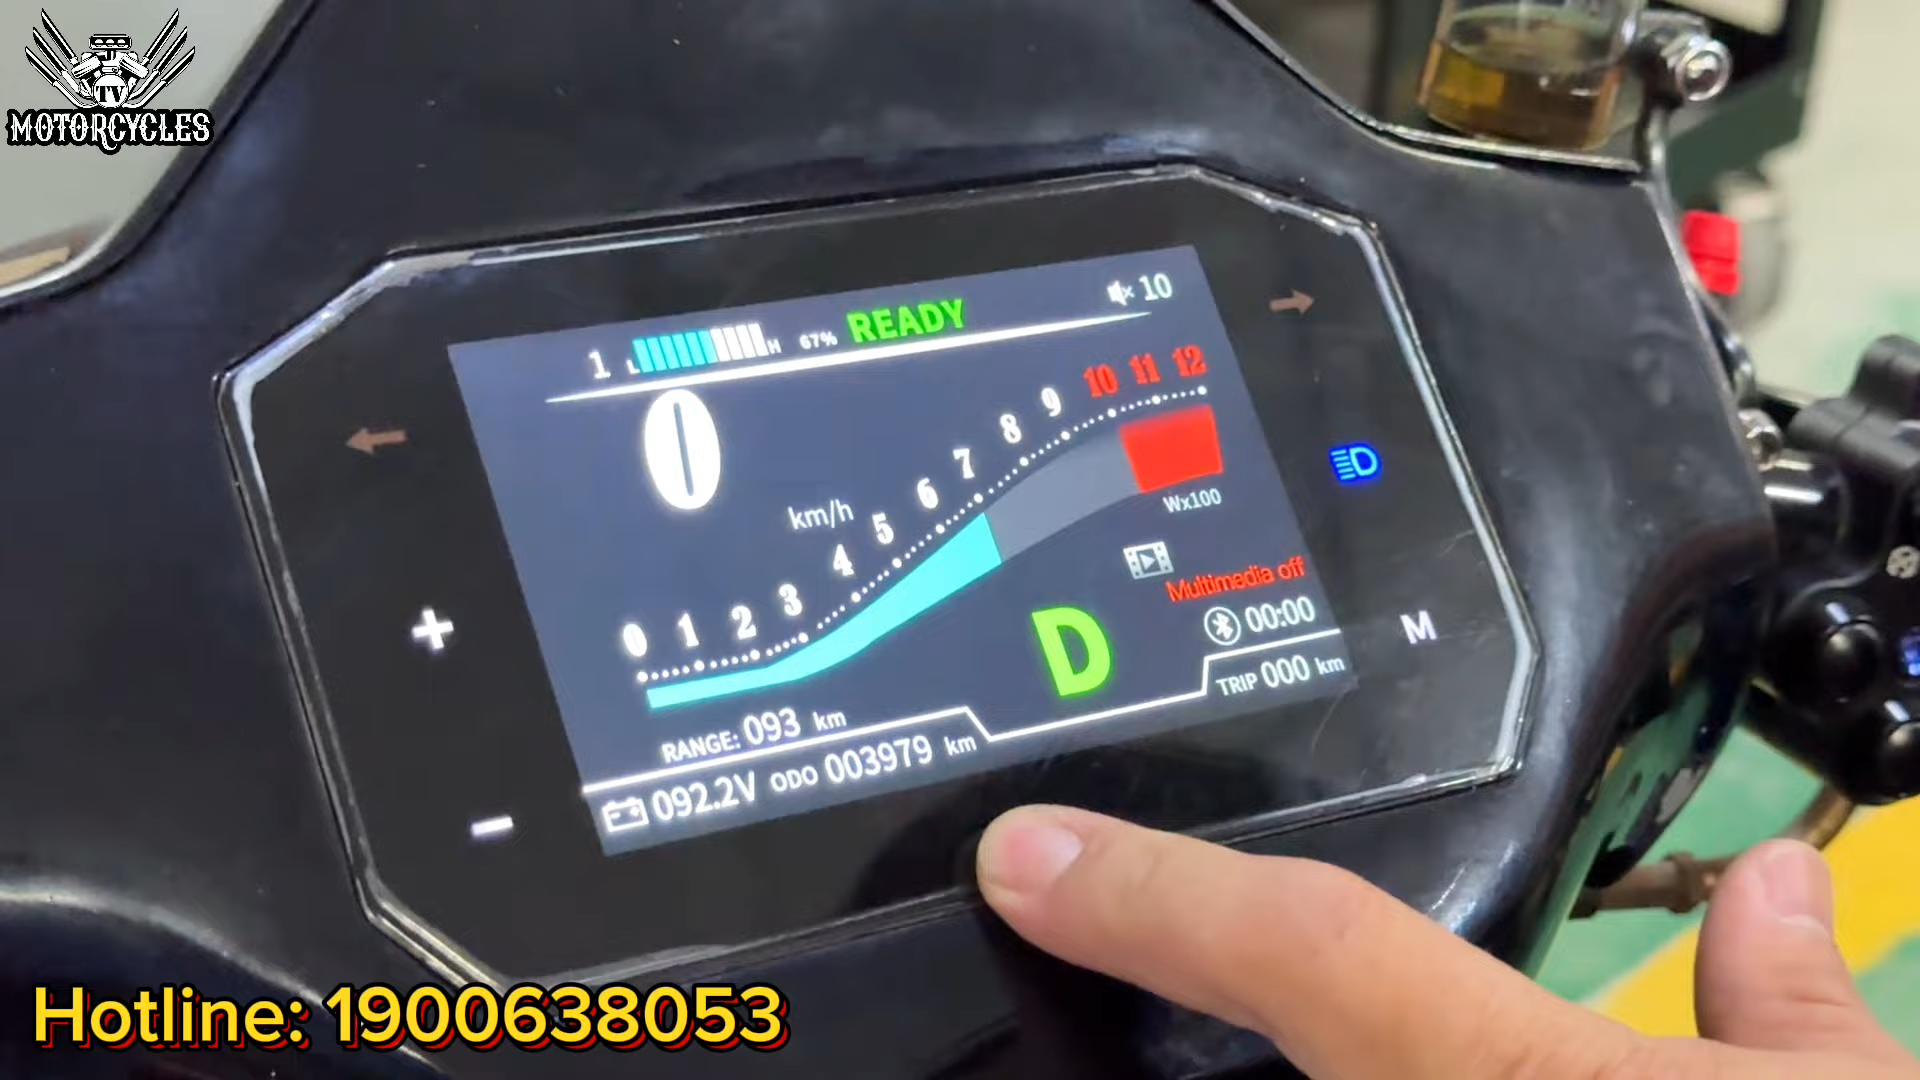 TV
MOTORCYCLES
1 L H 67% READY 10
0
km/h
0 1 2 3 4 5 6 7 8 9 10 11 12
Wx100
Multimedia off
00:00
D
TRIP 000 km
RANGE: 093 km
092.2V ODO 003979 km
+
-
M
Hotline: 1900638053